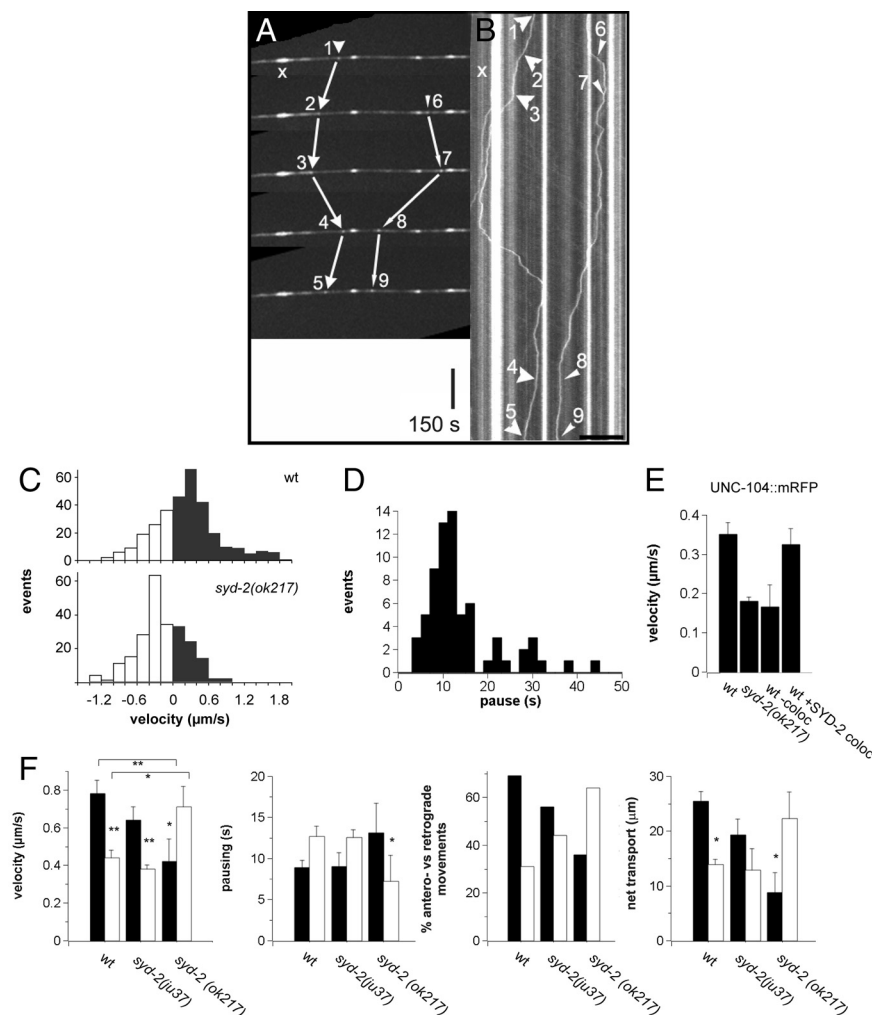 A
1
x
2
6
3
7
4
8
5
9
150 s
B
1
x
2
3
6
7
4
8
5
9
C
60
40
20
0
wt
60
40
20
syd-2(ok217)
events
-1.2
-0.6
0
0.6
1.2
1.8
velocity (µm/s)
D
14
12
10
8
6
4
2
0
events
0
10
20
30
40
50
pause (s)
E
UNC-104::mRFP
0.4
0.3
0.2
0.1
0
velocity (µm/s)
wt
syd-2(ok217)
wt -coloc
wt +SYD-2 coloc
F
0.8
0.6
0.4
0.2
0
velocity (µm/s)
**
*
**
**
*
wt
syd-2(ju37)
syd-2 (ok217)
20
15
10
5
0
pausing (s)
*
wt
syd-2(ju37)
syd-2 (ok217)
60
40
20
0
% antero- vs retrograde
movements
wt
syd-2(ju37)
syd-2 (ok217)
30
20
10
0
net transport (µm)
*
*
wt
syd-2(ju37)
syd-2 (ok217)